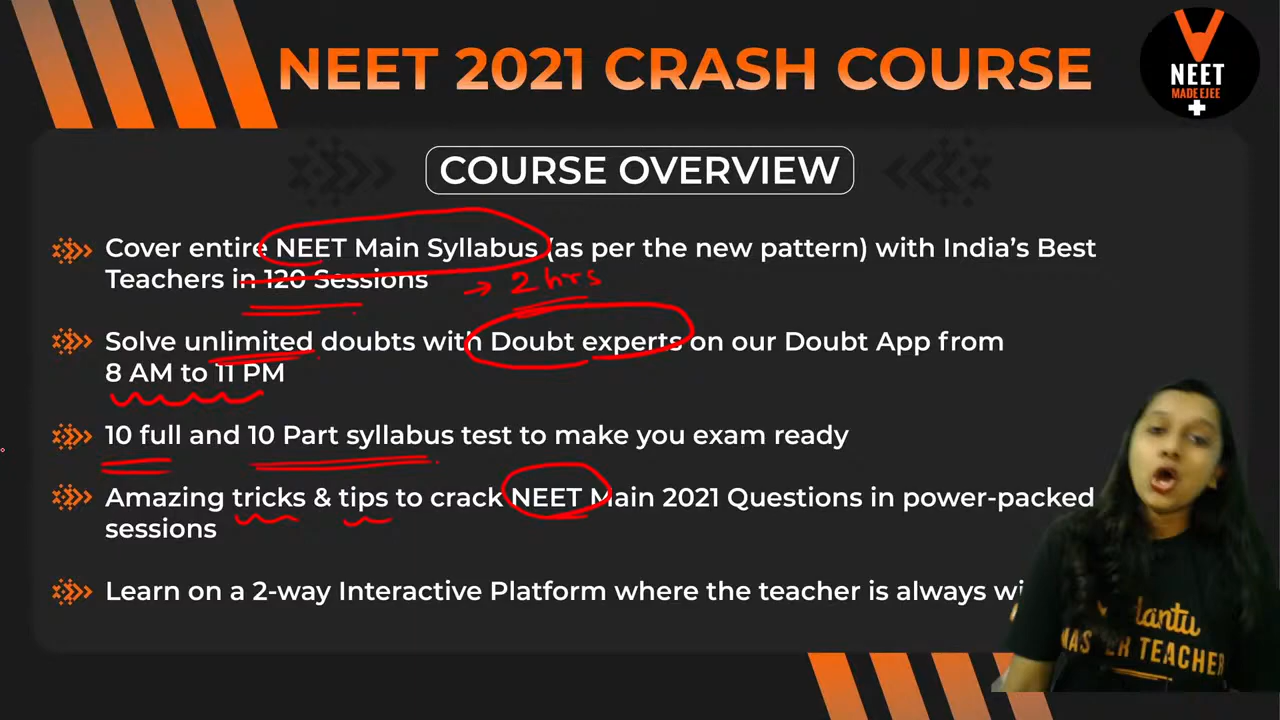 NEET 2021 CRASH COURSE
NEET
MADE EJEE
COURSE OVERVIEW
Cover entire NEET Main Syllabus (as per the new pattern) with India's Best
Teachers in 120 Sessions
→ 2 hrs
Solve unlimited doubts with Doubt experts on our Doubt App from
8 AM to 11 PM
10 full and 10 Part syllabus test to make you exam ready
Amazing tricks & tips to crack NEET Main 2021 Questions in power-packed
sessions
Learn on a 2-way Interactive Platform where the teacher is always wi
edantu
MASTER TEACHER